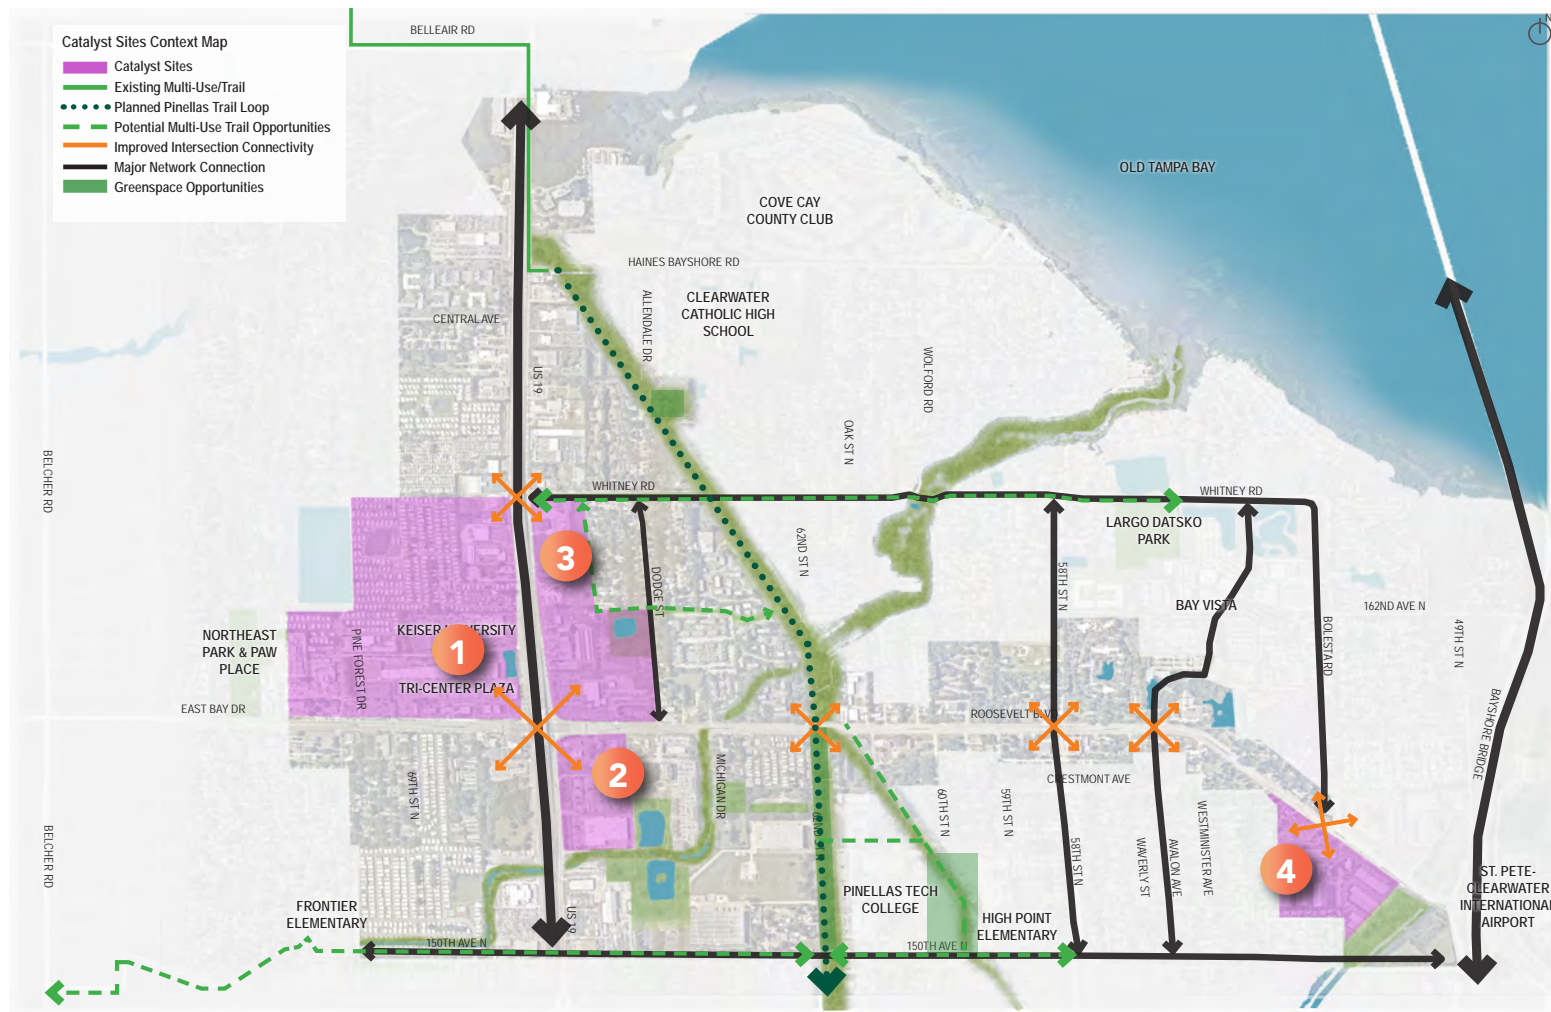 BELLEAIR RD
N
Catalyst Sites Context Map
Catalyst Sites
Existing Multi-Use/Trail
Planned Pinellas Trail Loop
Potential Multi-Use Trail Opportunities
Improved Intersection Connectivity
Major Network Connection
Greenspace Opportunities
OLD TAMPA BAY
COVE CAY
COUNTY CLUB
HAINES BAYSHORE RD
ALLENDALE DR
CLEARWATER
CATHOLIC HIGH
SCHOOL
CENTRAL AVE
US 19
WOLFORD RD
OAK ST N
BELCHER RD
WHITNEY RD
WHITNEY RD
LARGO DATSKO
PARK
3
62ND ST N
58TH ST N
DODGE ST
BAY VISTA
162ND AVE N
BOLESTA RD
49TH ST N
NORTHEAST
PARK & PAW
PLACE
PINE FOREST DR
KEISER UNIVERSITY
1
TRI-CENTER PLAZA
EAST BAY DR
ROOSEVELT BLVD
BAYSHORE BRIDGE
2
69TH ST N
MICHIGAN DR
CRESTMONT AVE
60TH ST N
59TH ST N
62ND ST N
58TH ST N
WAVERLY ST
AVALON AVE
WESTMINISTER AVE
BELCHER RD
4
PINELLAS TECH
COLLEGE
ST. PETE-
CLEARWATER
INTERNATIONAL
AIRPORT
FRONTIER
ELEMENTARY
HIGH POINT
ELEMENTARY
US 19
150TH AVE N
150TH AVE N